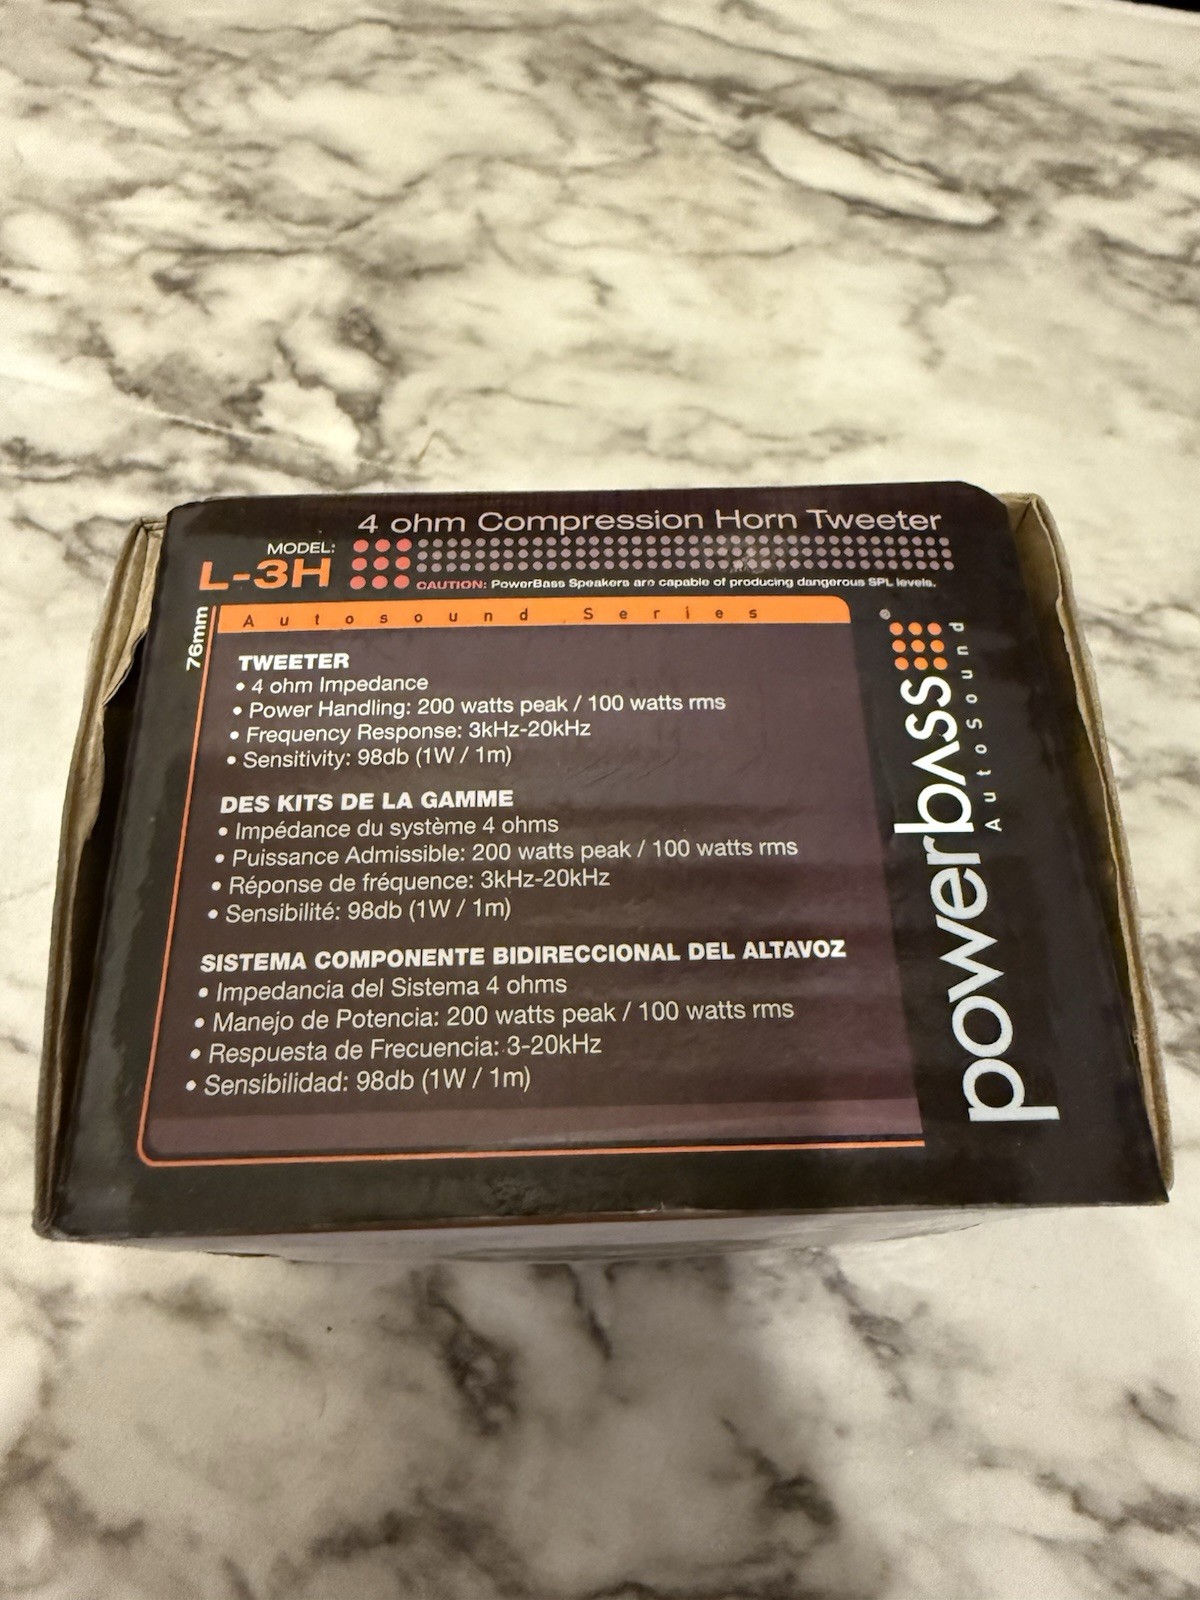 4 ohm Compression Horn Tweeter
MODEL:
L-3H
CAUTION: PowerBass Speakers are capable of producing dangerous SPL levels.
76mm
Autosound Series
TWEETER
• 4 ohm Impedance
• Power Handling: 200 watts peak / 100 watts rms
• Frequency Response: 3kHz-20kHz
• Sensitivity: 98db (1W / 1m)
DES KITS DE LA GAMME
• Impédance du système 4 ohms
• Puissance Admissible: 200 watts peak / 100 watts rms
• Réponse de fréquence: 3kHz-20kHz
• Sensibilité: 98db (1W / 1m)
SISTEMA COMPONENTE BIDIRECCIONAL DEL ALTAVOZ
• Impedancia del Sistema 4 ohms
• Manejo de Potencia: 200 watts peak / 100 watts rms
• Respuesta de Frecuencia: 3-20kHz
• Sensibilidad: 98db (1W / 1m)
powerbass®
AutoSound